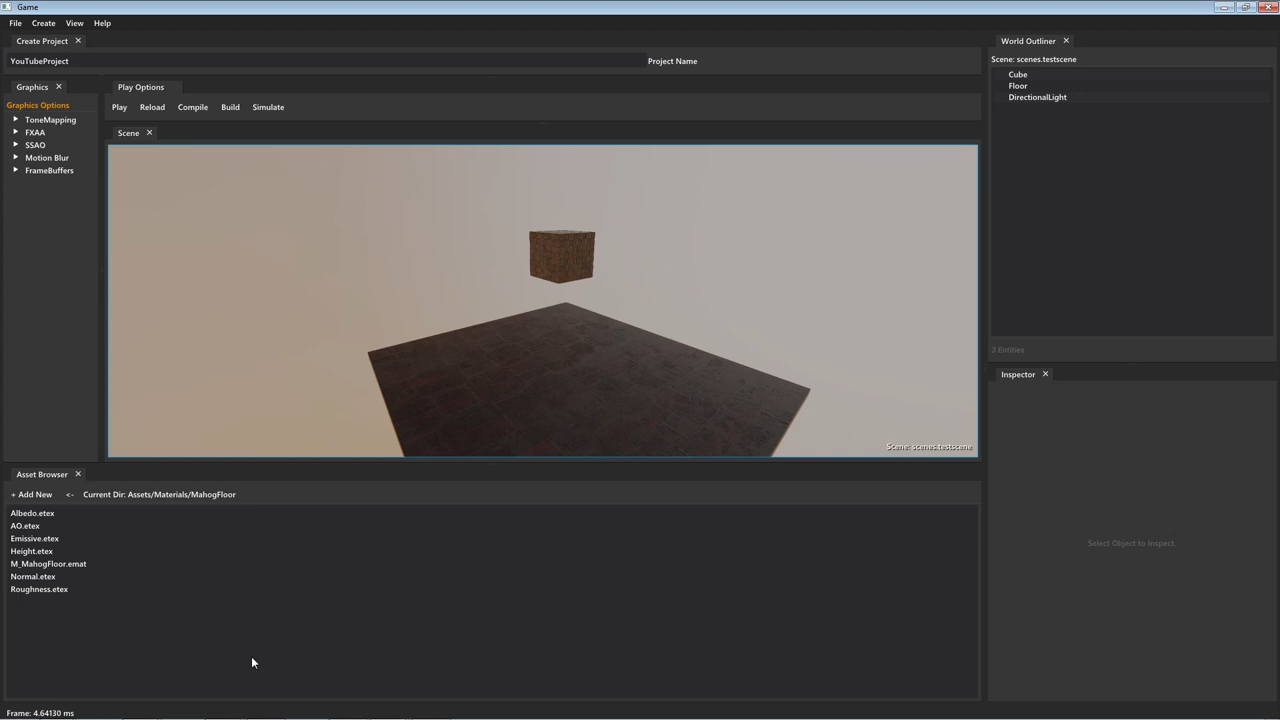 Game
File Create View Help
Create Project
YouTubeProject Project Name
Graphics
Graphics Options
ToneMapping
FXAA
SSAO
Motion Blur
FrameBuffers
Play Options
Play Reload Compile Build Simulate
Scene
Scene: scenes.testscene
World Outliner
Scene: scenes.testscene
Cube
Floor
DirectionalLight
3 Entities
Inspector
Select Object to Inspect.
Asset Browser
+ Add New <- Current Dir: Assets/Materials/MahogFloor
Albedo.etex
AO.etex
Emissive.etex
Height.etex
M_MahogFloor.emat
Normal.etex
Roughness.etex
Frame: 4.64130 ms